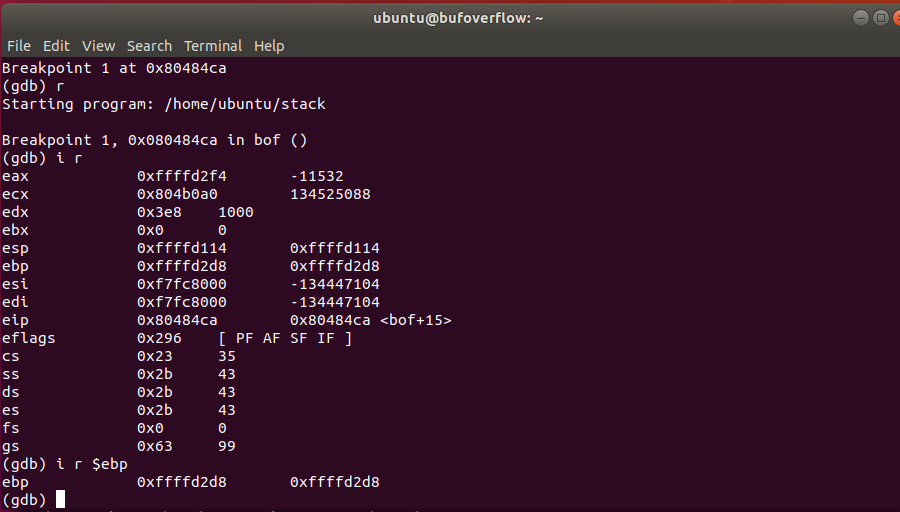 ubuntu@bufoverflow: ~
File Edit View Search Terminal Help
Breakpoint 1 at 0x80484ca
(gdb) r
Starting program: /home/ubuntu/stack
Breakpoint 1, 0x080484ca in bof ()
(gdb) i r
eax 0xffffd2f4 -11532
ecx 0x804b0a0 134525088
edx 0x3e8 1000
ebx 0x0 0
esp 0xffffd114 0xffffd114
ebp 0xffffd2d8 0xffffd2d8
esi 0xf7fc8000 -134447104
edi 0xf7fc8000 -134447104
eip 0x80484ca 0x80484ca <bof+15>
eflags 0x296 [ PF AF SF IF ]
cs 0x23 35
ss 0x2b 43
ds 0x2b 43
es 0x2b 43
fs 0x0 0
gs 0x63 99
(gdb) i r $ebp
ebp 0xffffd2d8 0xffffd2d8
(gdb)